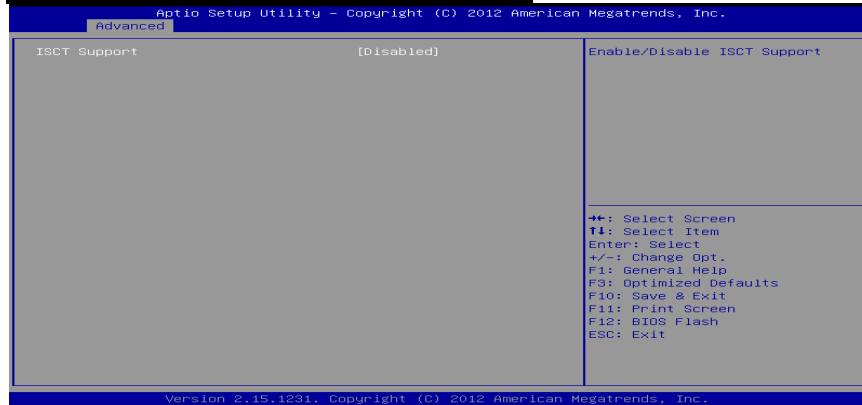 Aptio Setup Utility – Copyright (C) 2012 American Megatrends, Inc.
Advanced
ISCT Support [Disabled]
Enable/Disable ISCT Support
→←: Select Screen
↑↓: Select Item
Enter: Select
+/-: Change Opt.
F1: General Help
F3: Optimized Defaults
F10: Save & Exit
F11: Print Screen
F12: BIOS Flash
ESC: Exit
Version 2.15.1231. Copyright (C) 2012 American Megatrends, Inc.